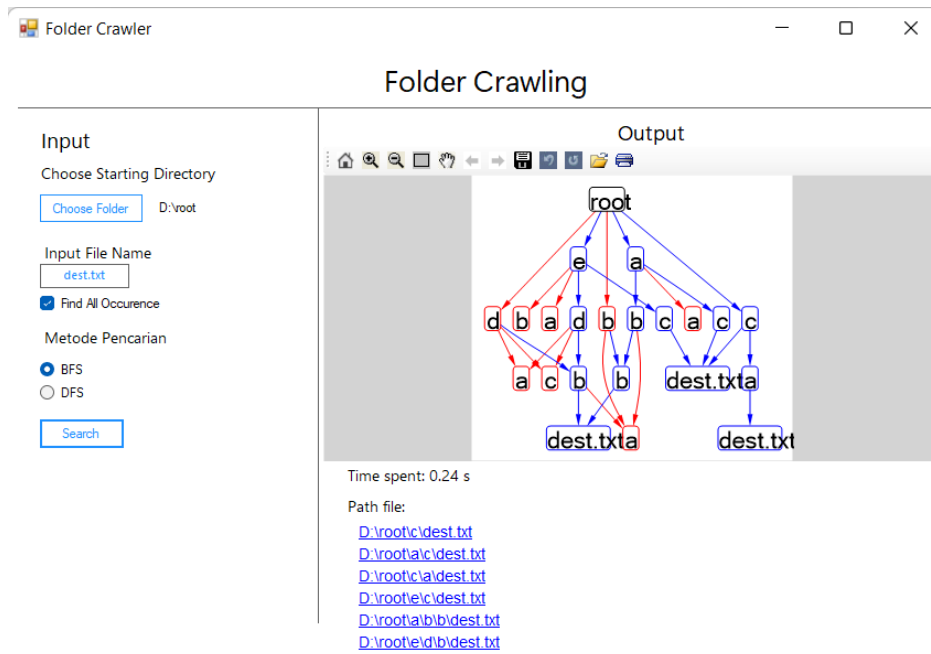 Folder Crawler
Folder Crawling
Input
Choose Starting Directory
Choose Folder D:\root
Input File Name
dest.txt
Find All Occurence
Metode Pencarian
BFS
DFS
Search
Output
root
e a
d b a d b b c a c c
a c b b dest.txt a
dest.txt a dest.txt
Time spent: 0.24 s
Path file:
D:\root\c\dest.txt
D:\root\a\c\dest.txt
D:\root\c\a\dest.txt
D:\root\e\c\dest.txt
D:\root\a\b\b\dest.txt
D:\root\e\d\b\dest.txt